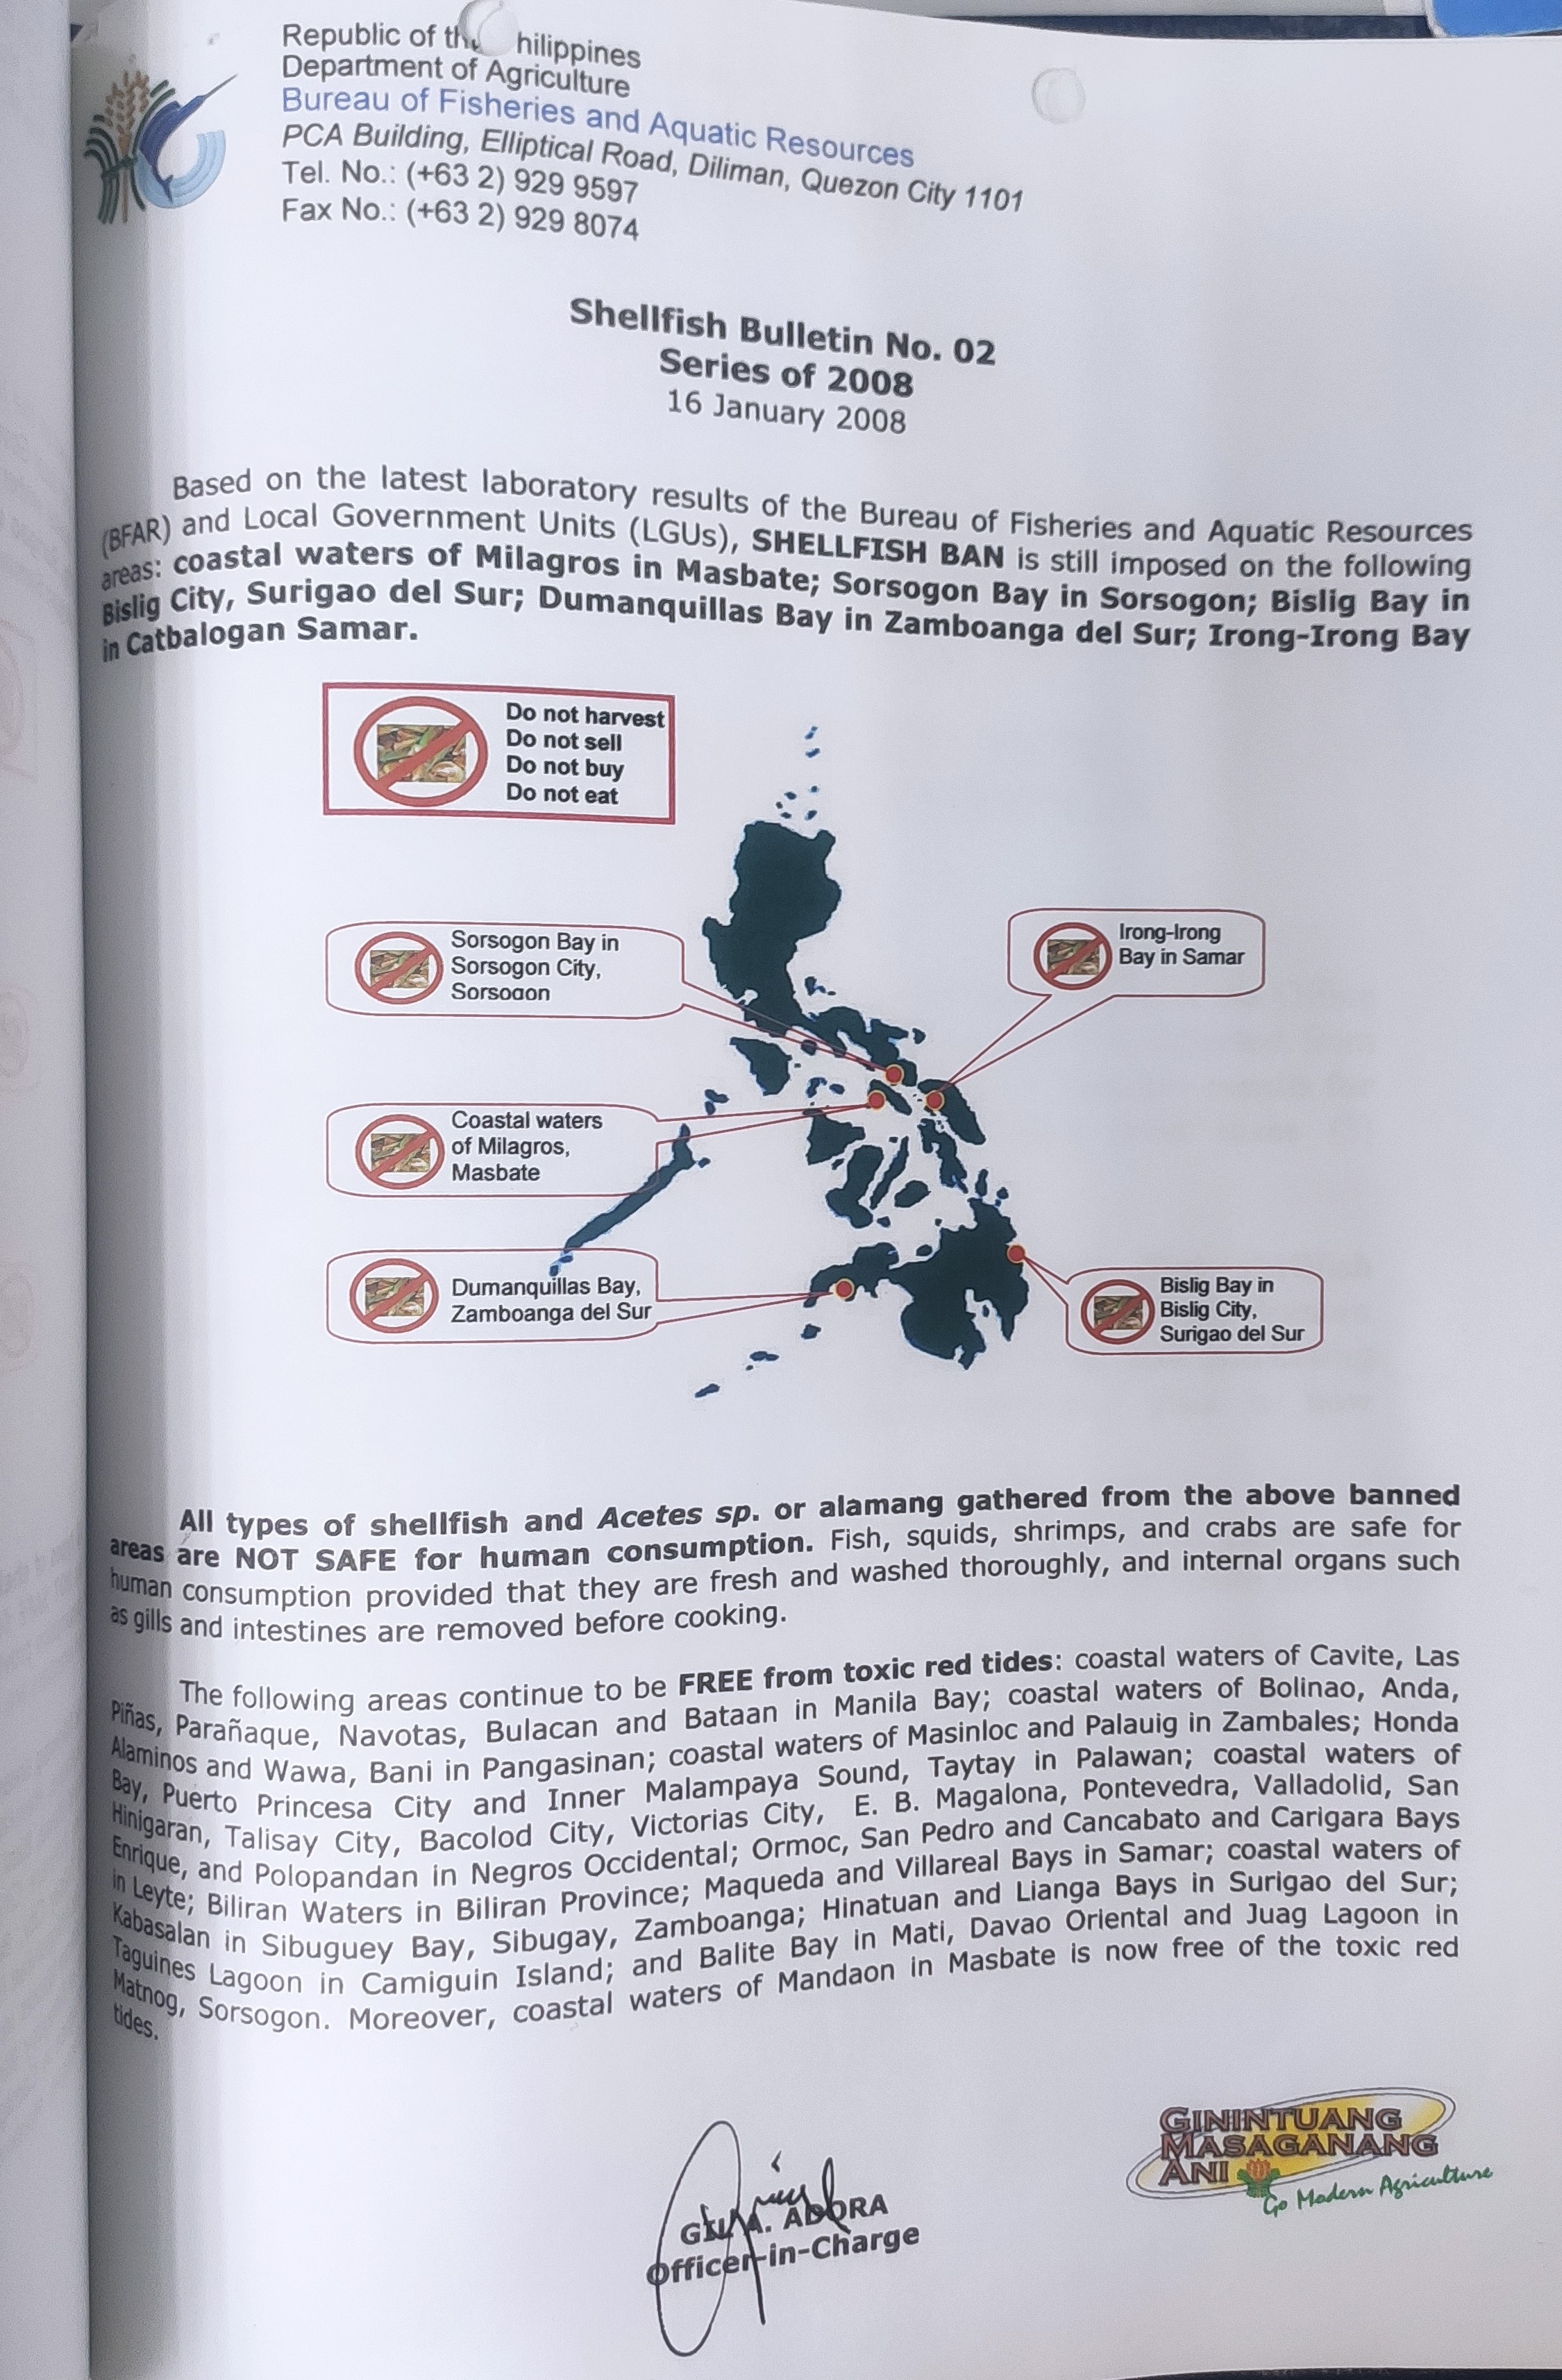 Republic of the Philippines
Department of Agriculture
Bureau of Fisheries and Aquatic Resources
PCA Building, Elliptical Road, Diliman, Quezon City 1101
Tel. No.: (+63 2) 929 9597
Fax No.: (+63 2) 929 8074
Shellfish Bulletin No. 02
Series of 2008
16 January 2008
Based on the latest laboratory results of the Bureau of Fisheries and Aquatic Resources
(BFAR) and Local Government Units (LGUs), SHELLFISH BAN is still imposed on the following
areas: coastal waters of Milagros in Masbate; Sorsogon Bay in Sorsogon; Bislig Bay in
Bislig City, Surigao del Sur; Dumanquillas Bay in Zamboanga del Sur; Irong-Irong Bay
in Catbalogan Samar.
Do not harvest
Do not sell
Do not buy
Do not eat
Sorsogon Bay in
Sorsogon City,
Sorsogon
Irong-Irong
Bay in Samar
Coastal waters
of Milagros,
Masbate
Dumanquillas Bay,
Zamboanga del Sur
Bislig Bay in
Bislig City,
Surigao del Sur
All types of shellfish and Acetes sp. or alamang gathered from the above banned
areas are NOT SAFE for human consumption. Fish, squids, shrimps, and crabs are safe for
human consumption provided that they are fresh and washed thoroughly, and internal organs such
as gills and intestines are removed before cooking.
The following areas continue to be FREE from toxic red tides: coastal waters of Cavite, Las
Piñas, Parañaque, Navotas, Bulacan and Bataan in Manila Bay; coastal waters of Bolinao, Anda,
Alaminos and Wawa, Bani in Pangasinan; coastal waters of Masinloc and Palauig in Zambales; Honda
Bay, Puerto Princesa City and Inner Malampaya Sound, Taytay in Palawan; coastal waters of
Hinigaran, Talisay City, Bacolod City, Victorias City, E. B. Magalona, Pontevedra, Valladolid, San
Enrique, and Polopandan in Negros Occidental; Ormoc, San Pedro and Cancabato and Carigara Bays
in Leyte; Biliran Waters in Biliran Province; Maqueda and Villareal Bays in Samar; coastal waters of
Kabasalan in Sibuguey Bay, Sibugay, Zamboanga; Hinatuan and Lianga Bays in Surigao del Sur;
Taguines Lagoon in Camiguin Island; and Balite Bay in Mati, Davao Oriental and Juag Lagoon in
Matnog, Sorsogon. Moreover, coastal waters of Mandaon in Masbate is now free of the toxic red
tides.
GININTUANG
MASAGANANG
ANI
Go Modern Agriculture
GIL A. ADORA
Officer-in-Charge